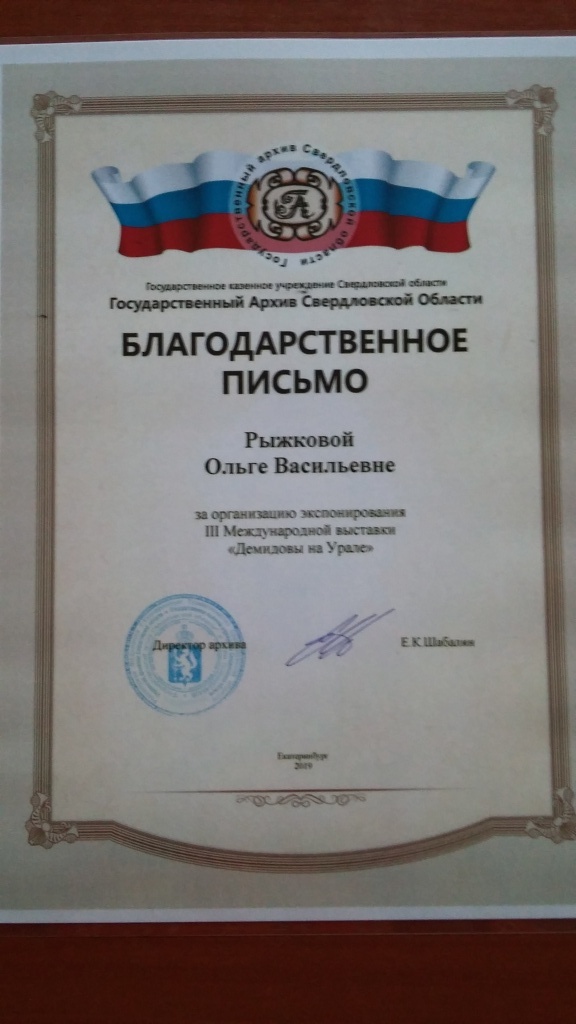 Государственный архив Свердловской области
ГА
Государственное казенное учреждение Свердловской области
Государственный Архив Свердловской Области
БЛАГОДАРСТВЕННОЕ
ПИСЬМО
Рыжковой
Ольге Васильевне
за организацию экспонирования
III Международной выставки
«Демидовы на Урале»
Директор архива
Е.К.Шабалин
Екатеринбург
2019